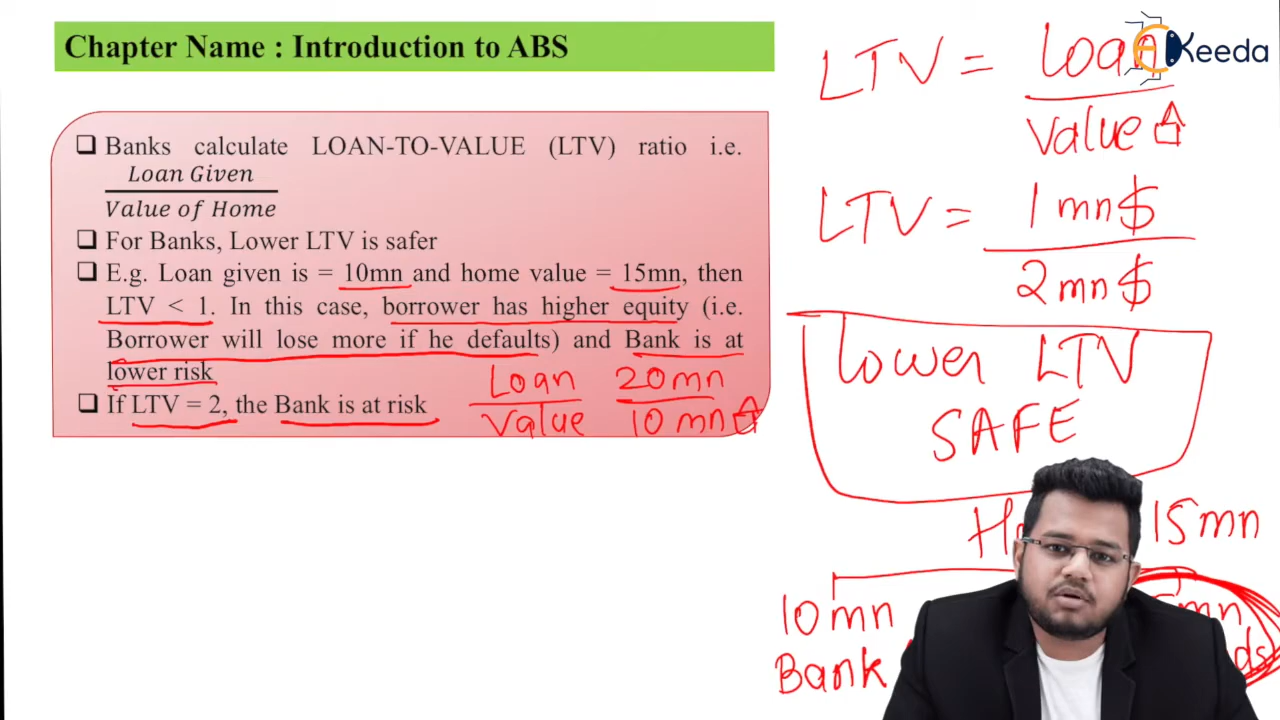 Chapter Name : Introduction to ABS
❑ Banks calculate LOAN-TO-VALUE (LTV) ratio i.e.
Loan Given
Value of Home
❑ For Banks, Lower LTV is safer
❑ E.g. Loan given is = 10mn and home value = 15mn, then
LTV < 1. In this case, borrower has higher equity (i.e.
Borrower will lose more if he defaults) and Bank is at
lower risk
❑ If LTV = 2, the Bank is at risk
Loan 20mn
Value 10mn
Keeda
LTV = Loan
Value
LTV = 1mn$
2mn$
Lower LTV
SAFE
15mn
10mn
Bank